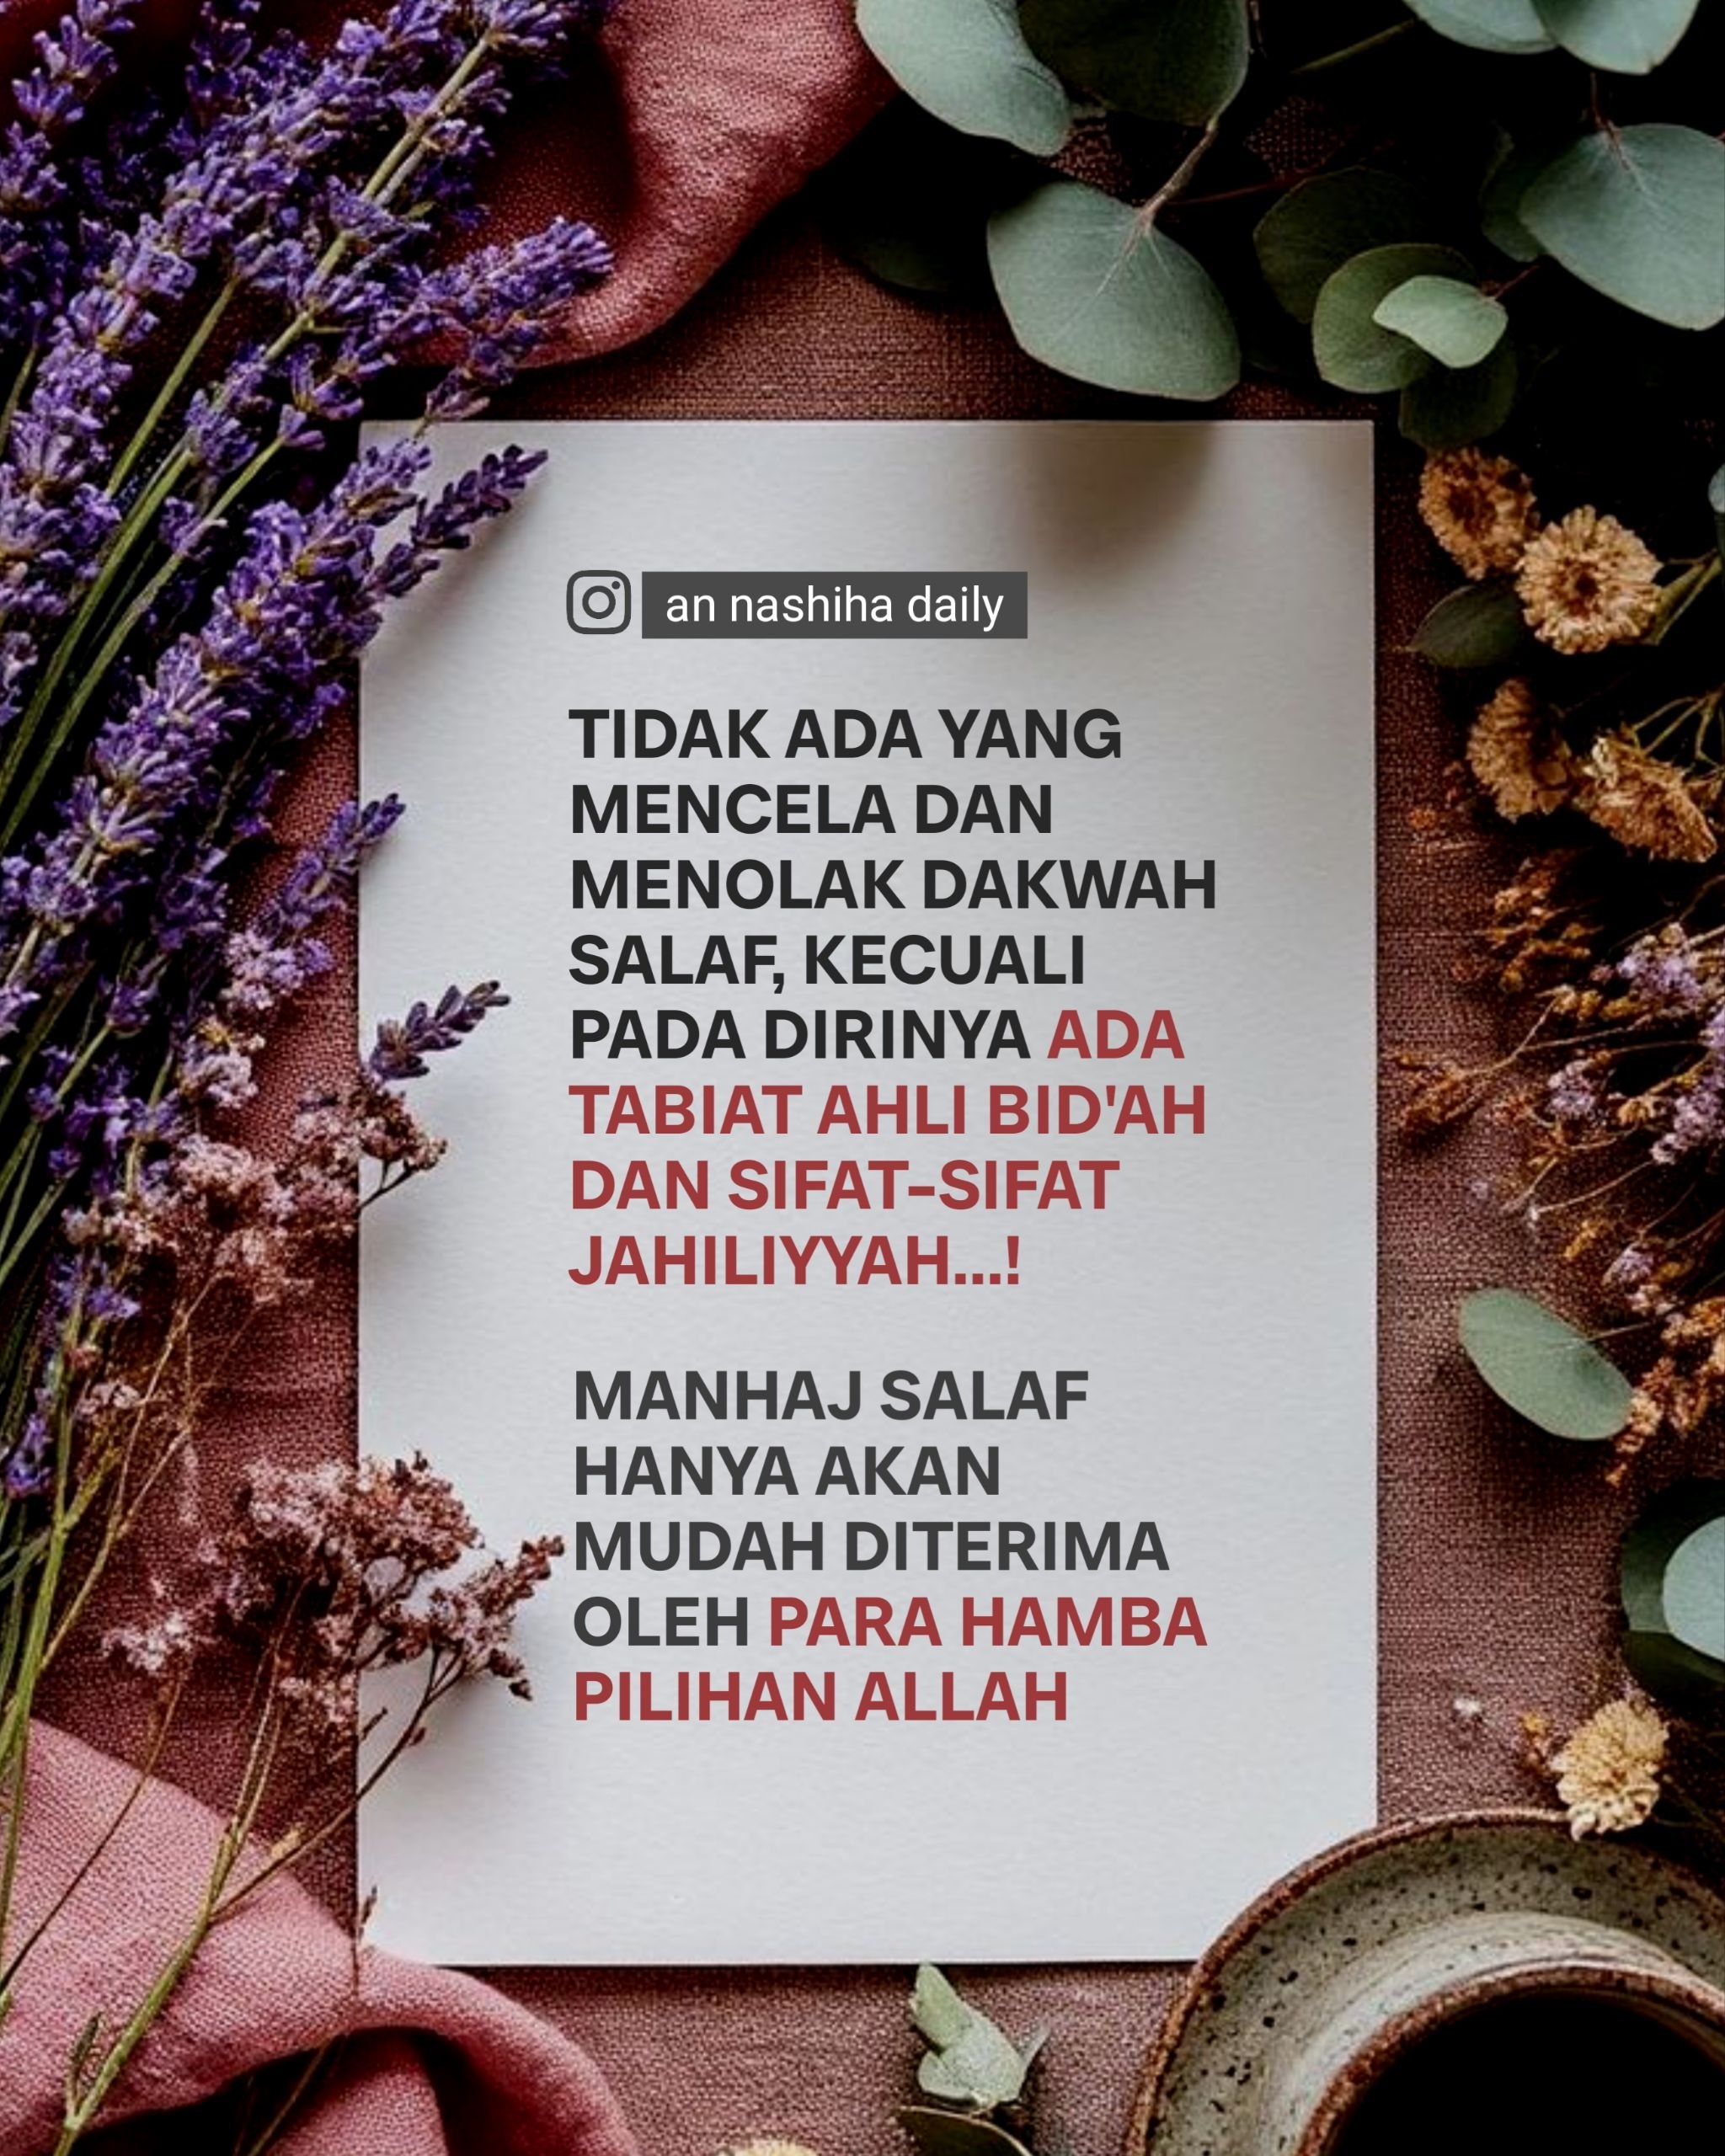 an nashiha daily
TIDAK ADA YANG
MENCELA DAN
MENOLAK DAKWAH
SALAF, KECUALI
PADA DIRINYA ADA
TABIAT AHLI BID'AH
DAN SIFAT-SIFAT
JAHILIYYAH...!
MANHAJ SALAF
HANYA AKAN
MUDAH DITERIMA
OLEH PARA HAMBA
PILIHAN ALLAH